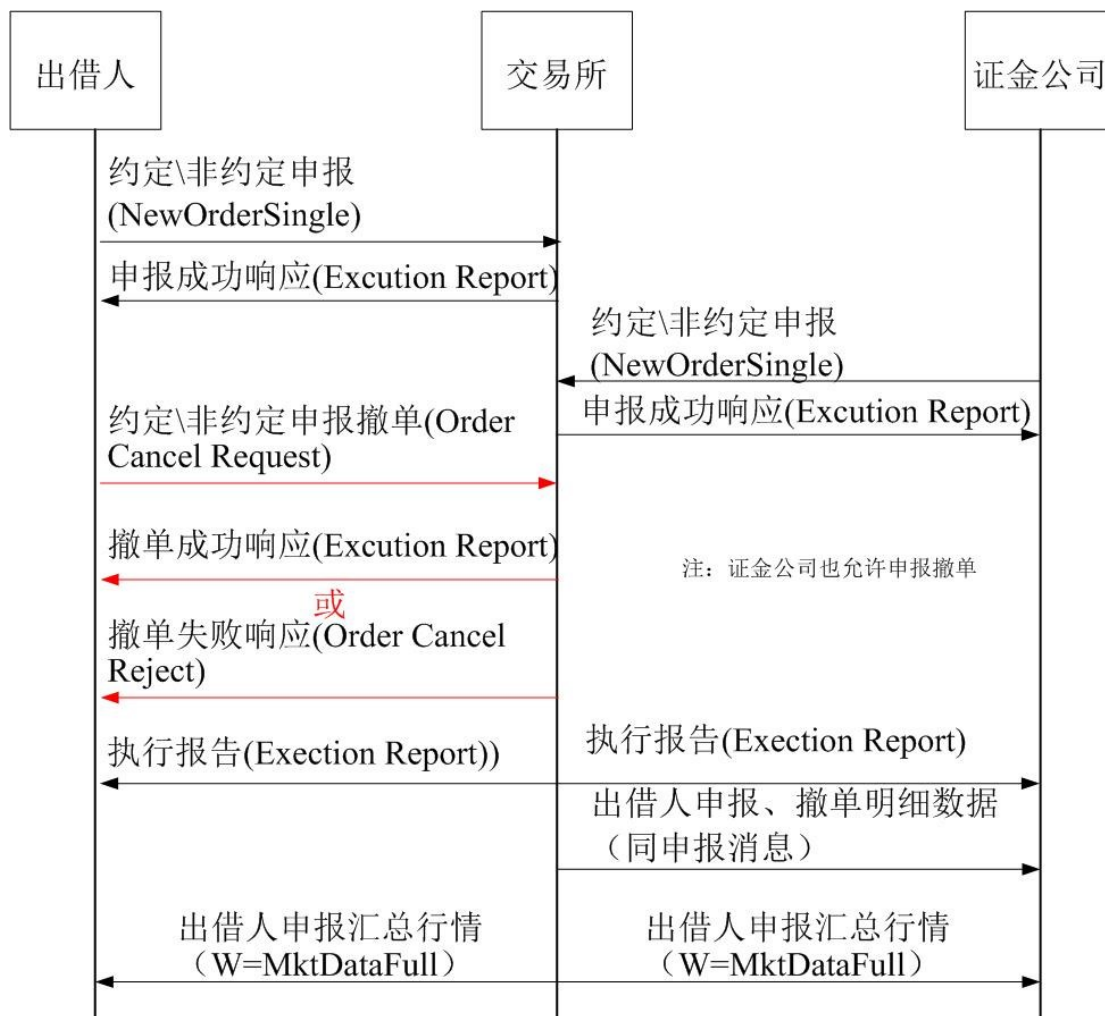 出借人
交易所
证金公司
约定\非约定申报
(NewOrderSingle)
申报成功响应(Excution Report)
约定\非约定申报
(NewOrderSingle)
申报成功响应(Excution Report)
约定\非约定申报撤单(Order
Cancel Request)
撤单成功响应(Excution Report)
注：证金公司也允许申报撤单
或
撤单失败响应(Order Cancel
Reject)
执行报告(Exection Report))
执行报告(Exection Report)
出借人申报、撤单明细数据
（同申报消息）
出借人申报汇总行情
（W=MktDataFull）
出借人申报汇总行情
（W=MktDataFull）